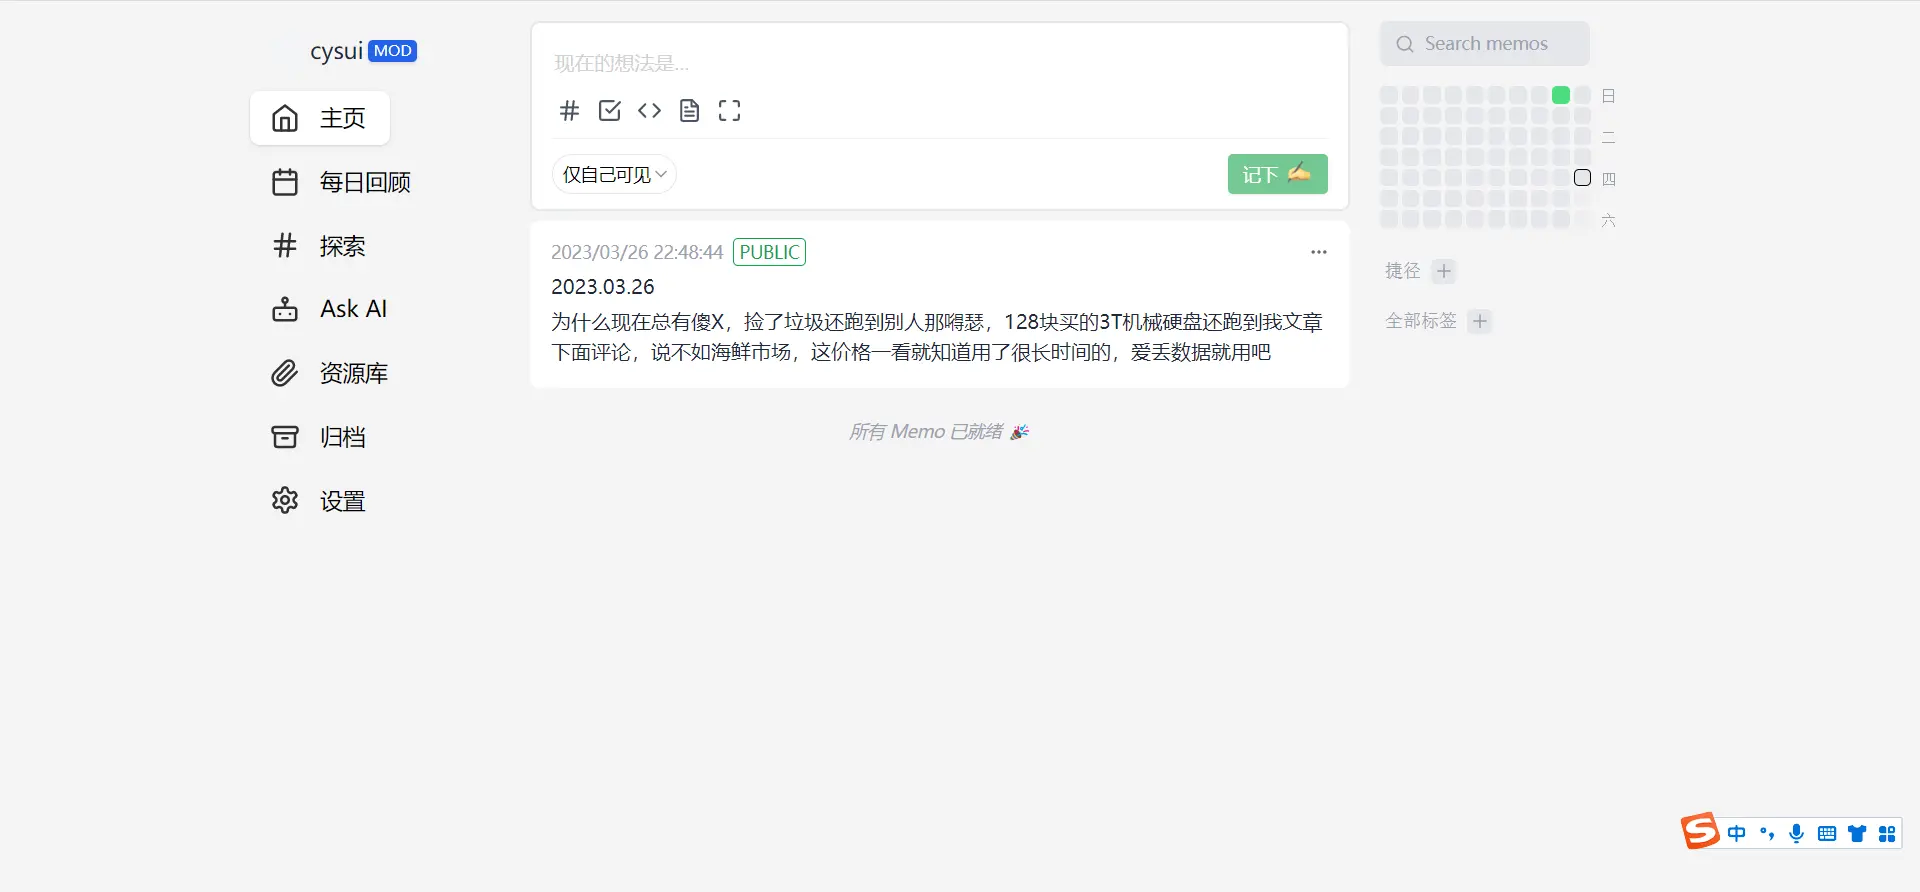 cysui MOD
主页
每日回顾
探索
Ask AI
资源库
归档
设置
现在的想法是...
仅自己可见
记下 ✍️
2023/03/26 22:48:44 PUBLIC
2023.03.26
为什么现在总有傻X，捡了垃圾还跑到别人那嘚瑟，128块买的3T机械硬盘还跑到我文章
下面评论，说不如海鲜市场，这价格一看就知道用了很长时间的，爱丢数据就用吧
所有 Memo 已就绪 🎉
Search memos
日
二
四
六
捷径
全部标签
S 中